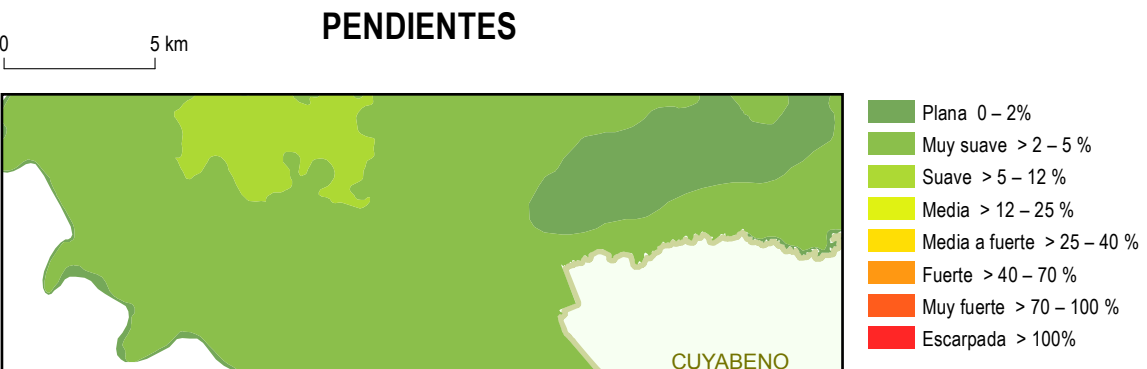 PENDIENTES
0 5 km
Plana 0 – 2%
Muy suave > 2 – 5 %
Suave > 5 – 12 %
Media > 12 – 25 %
Media a fuerte > 25 – 40 %
Fuerte > 40 – 70 %
Muy fuerte > 70 – 100 %
Escarpada > 100%
CUYABENO